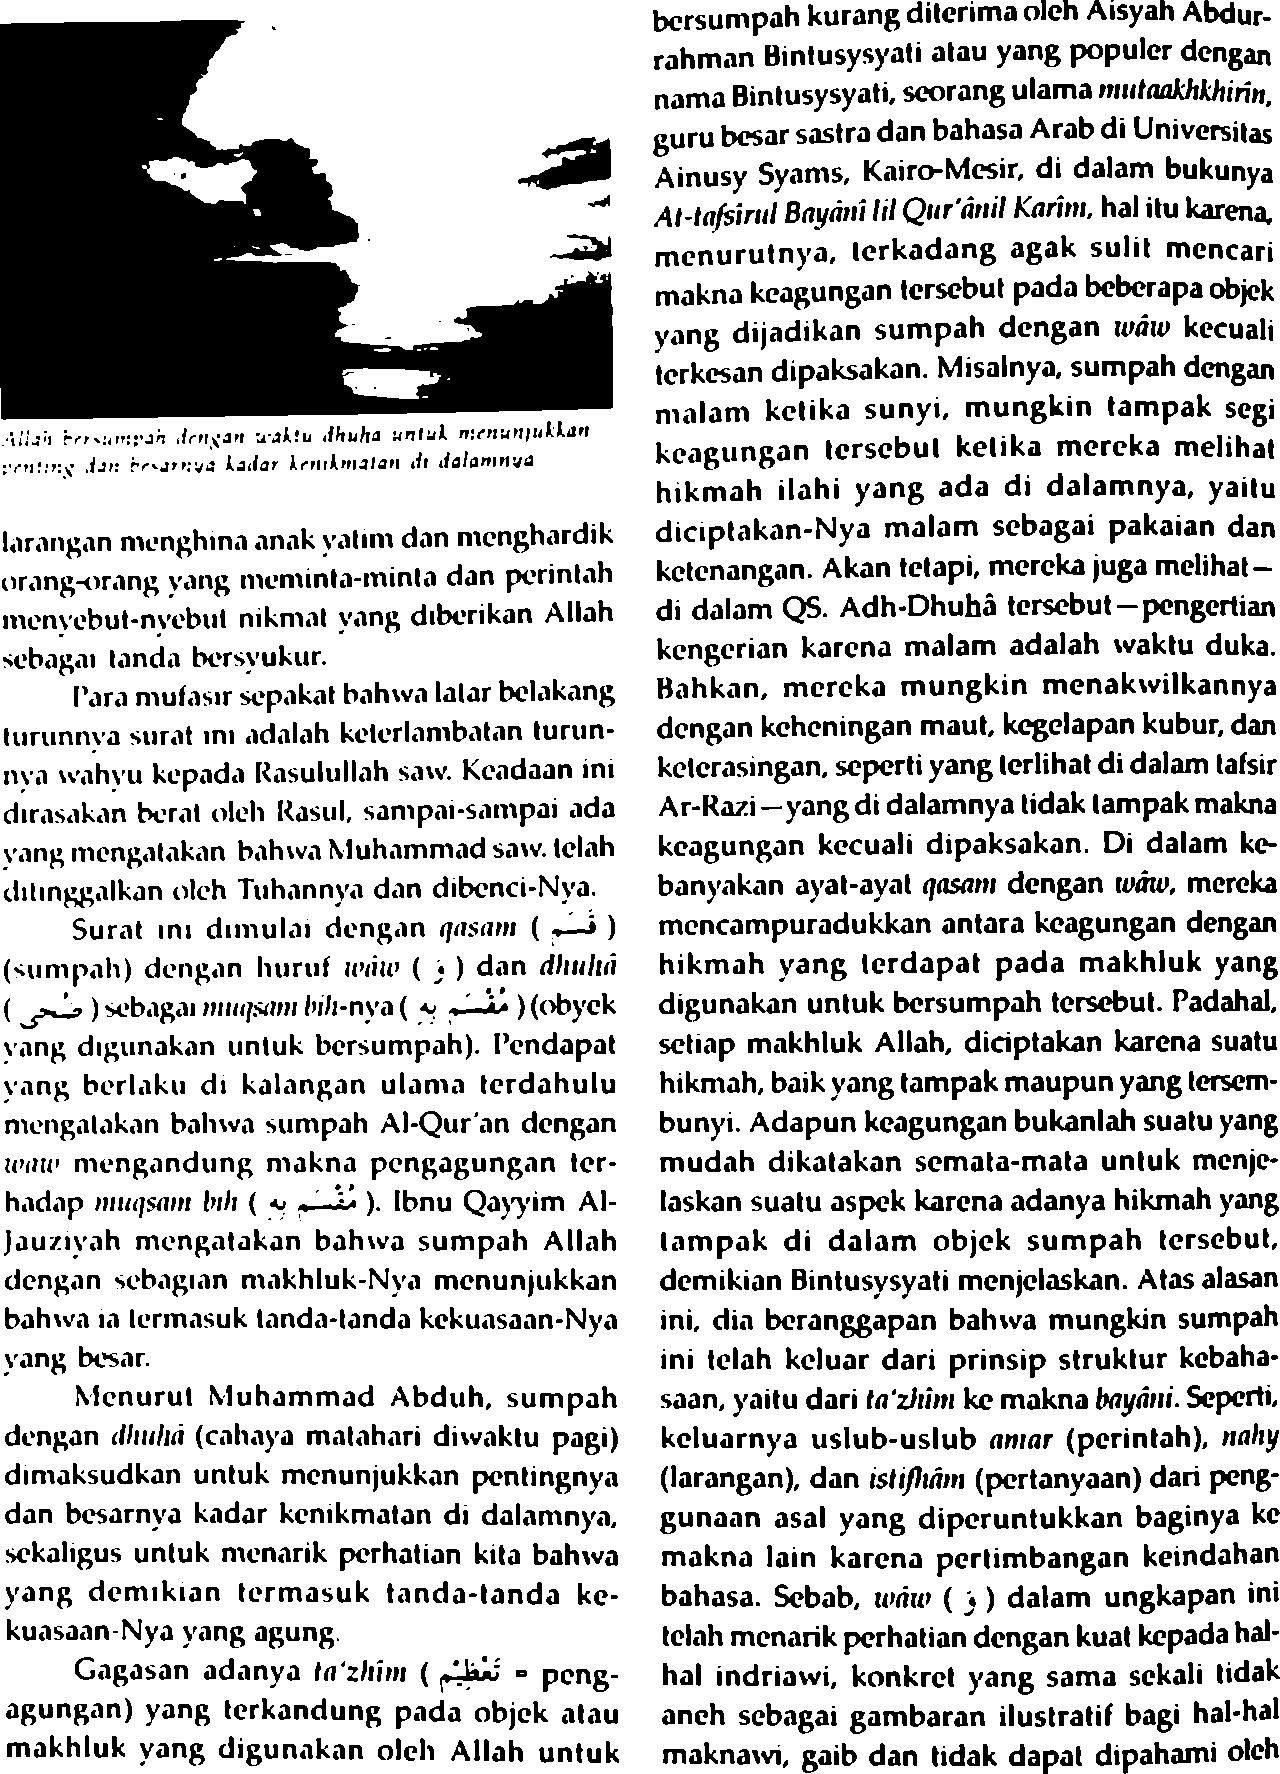 Allah bersumpah dengan waktu dhuha untuk menunjukkan
penting dan besarnya kadar kenikmatan di dalamnya
larangan menghina anak yatim dan menghardik
orang-orang yang meminta-minta dan perintah
menyebut-nyebut nikmat yang diberikan Allah
sebagai tanda bersyukur.
Para mufasir sepakat bahwa latar belakang
turunnya surat ini adalah keterlambatan turun-
nya wahyu kepada Rasulullah saw. Keadaan ini
dirasakan berat oleh Rasul, sampai-sampai ada
yang mengatakan bahwa Muhammad saw. telah
ditinggalkan oleh Tuhannya dan dibenci-Nya.
Surat ini dimulai dengan qasam ( قَسَم )
(sumpah) dengan huruf wâw ( وَ ) dan dhuhâ
( ضُحَى ) sebagai muqsam bih-nya ( مُقْسَم بِهِ ) (obyek
yang digunakan untuk bersumpah). Pendapat
yang berlaku di kalangan ulama terdahulu
mengatakan bahwa sumpah Al-Qur'an dengan
wâw mengandung makna pengagungan ter-
hadap muqsam bih ( مُقْسَم بِهِ ). Ibnu Qayyim Al-
Jauziyah mengatakan bahwa sumpah Allah
dengan sebagian makhluk-Nya menunjukkan
bahwa ia termasuk tanda-tanda kekuasaan-Nya
yang besar.
Menurut Muhammad Abduh, sumpah
dengan dhuhâ (cahaya matahari diwaktu pagi)
dimaksudkan untuk menunjukkan pentingnya
dan besarnya kadar kenikmatan di dalamnya,
sekaligus untuk menarik perhatian kita bahwa
yang demikian termasuk tanda-tanda ke-
kuasaan-Nya yang agung.
Gagasan adanya ta'zhîm ( تَعْظِيْم = peng-
agungan) yang terkandung pada objek atau
makhluk yang digunakan oleh Allah untuk
bersumpah kurang diterima oleh Aisyah Abdur-
rahman Bintusysyati atau yang populer dengan
nama Bintusysyati, seorang ulama mutaakhkhirîn,
guru besar sastra dan bahasa Arab di Universitas
Ainusy Syams, Kairo-Mesir, di dalam bukunya
At-tafsirul Bayânî lil Qur'ânil Karîm, hal itu karena,
menurutnya, terkadang agak sulit mencari
makna keagungan tersebut pada beberapa objek
yang dijadikan sumpah dengan wâw kecuali
terkesan dipaksakan. Misalnya, sumpah dengan
malam ketika sunyi, mungkin tampak segi
keagungan tersebut ketika mereka melihat
hikmah ilahi yang ada di dalamnya, yaitu
diciptakan-Nya malam sebagai pakaian dan
ketenangan. Akan tetapi, mereka juga melihat—
di dalam QS. Adh-Dhuhâ tersebut—pengertian
kengerian karena malam adalah waktu duka.
Bahkan, mereka mungkin menakwilkannya
dengan keheningan maut, kegelapan kubur, dan
keterasingan, seperti yang terlihat di dalam tafsir
Ar-Razi—yang di dalamnya tidak tampak makna
keagungan kecuali dipaksakan. Di dalam ke-
banyakan ayat-ayat qasam dengan wâw, mereka
mencampuradukkan antara keagungan dengan
hikmah yang terdapat pada makhluk yang
digunakan untuk bersumpah tersebut. Padahal,
setiap makhluk Allah, diciptakan karena suatu
hikmah, baik yang tampak maupun yang tersem-
bunyi. Adapun keagungan bukanlah suatu yang
mudah dikatakan semata-mata untuk menje-
laskan suatu aspek karena adanya hikmah yang
tampak di dalam objek sumpah tersebut,
demikian Bintusysyati menjelaskan. Atas alasan
ini, dia beranggapan bahwa mungkin sumpah
ini telah keluar dari prinsip struktur kebaha-
saan, yaitu dari ta'zhîm ke makna bayâni. Seperti,
keluarnya uslub-uslub amar (perintah), nahy
(larangan), dan istifhâm (pertanyaan) dari peng-
gunaan asal yang diperuntukkan baginya ke
makna lain karena pertimbangan keindahan
bahasa. Sebab, wâw ( وَ ) dalam ungkapan ini
telah menarik perhatian dengan kuat kepada hal-
hal indriawi, konkret yang sama sekali tidak
aneh sebagai gambaran ilustratif bagi hal-hal
maknawi, gaib dan tidak dapat dipahami oleh